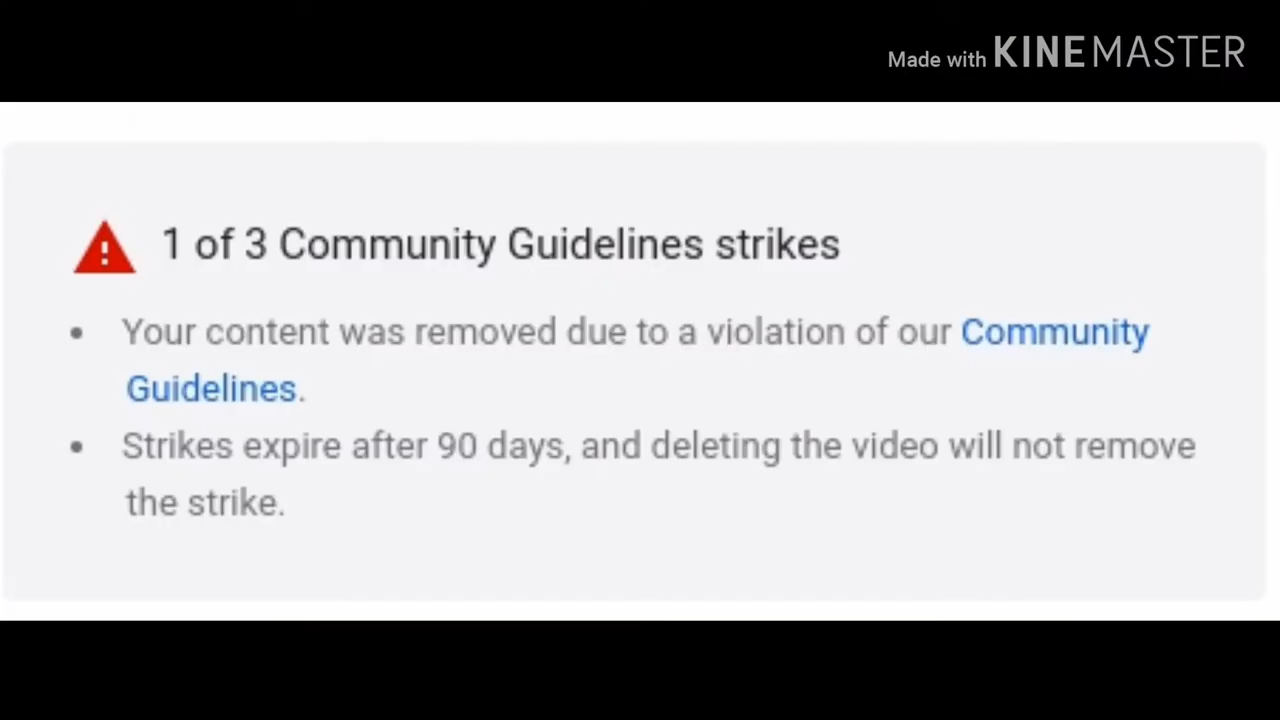 Made with KINEMASTER
1 of 3 Community Guidelines strikes
• Your content was removed due to a violation of our Community
Guidelines.
• Strikes expire after 90 days, and deleting the video will not remove
the strike.